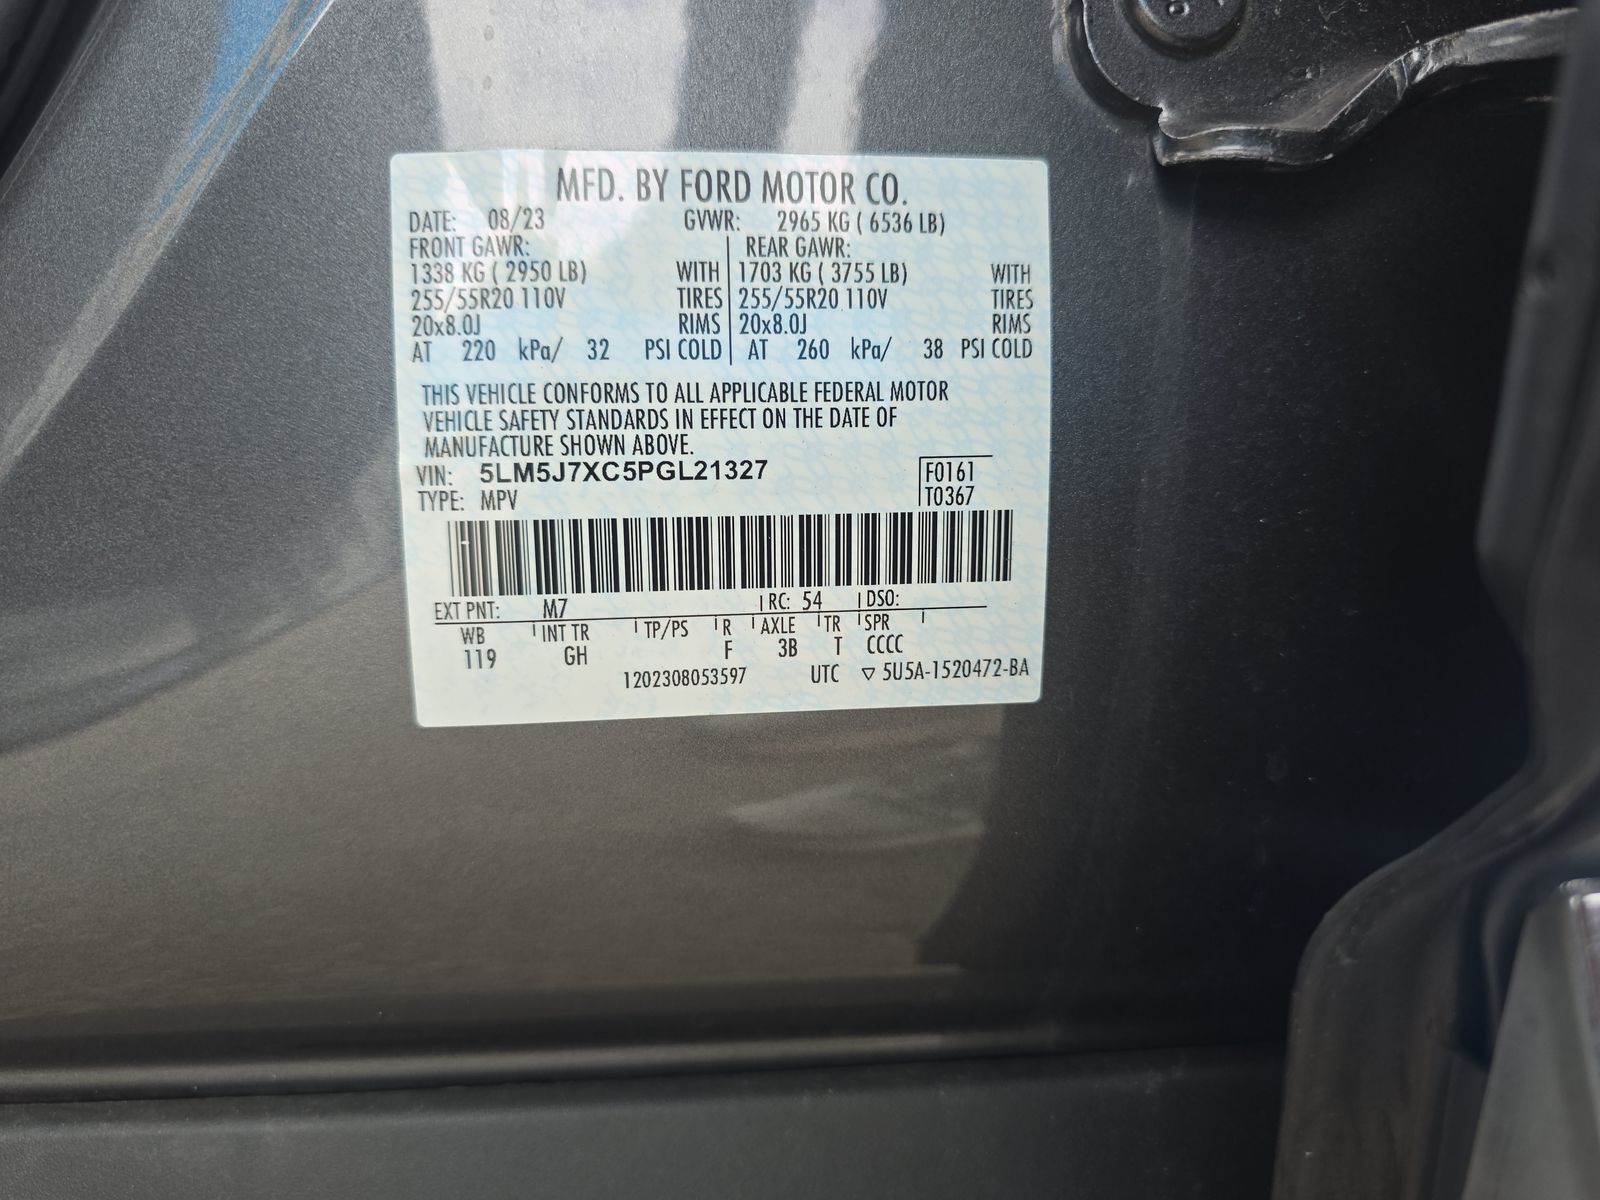 MFD. BY FORD MOTOR CO.
DATE: 08/23 GVWR: 2965 KG ( 6536 LB)
FRONT GAWR: REAR GAWR:
1338 KG ( 2950 LB) WITH 1703 KG ( 3755 LB) WITH
255/55R20 110V TIRES 255/55R20 110V TIRES
20x8.0J RIMS 20x8.0J RIMS
AT 220 kPa/ 32 PSI COLD AT 260 kPa/ 38 PSI COLD
THIS VEHICLE CONFORMS TO ALL APPLICABLE FEDERAL MOTOR
VEHICLE SAFETY STANDARDS IN EFFECT ON THE DATE OF
MANUFACTURE SHOWN ABOVE.
VIN: 5LM5J7XC5PGL21327 F0161
TYPE: MPV T0367
EXT PNT: M7 RC: 54 DSO:
WB INT TR TP/PS R AXLE TR SPR
119 GH F 3B T CCCC
1202308053597 UTC ▽ 5U5A-1520472-BA